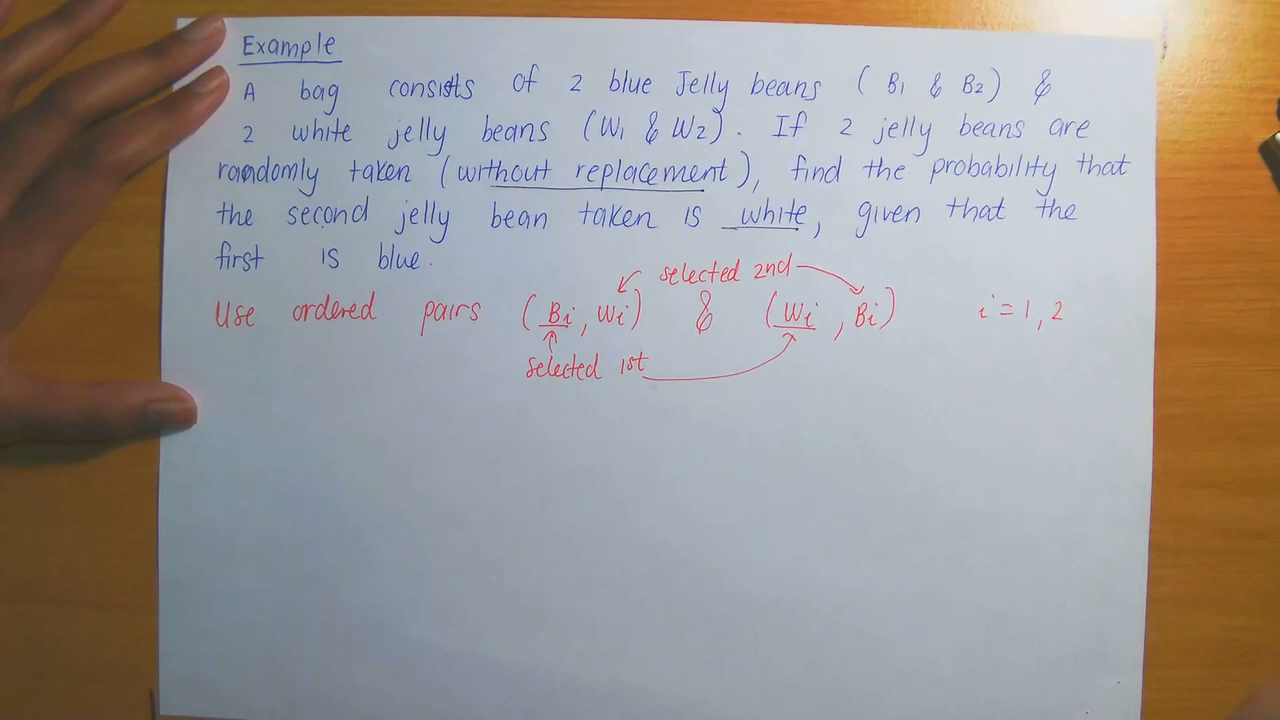 Example
A bag consists of 2 blue Jelly beans (B1 & B2) &
2 white jelly beans (W1 & W2). If 2 jelly beans are
randomly taken (without replacement), find the probability that
the second jelly bean taken is white, given that the
first is blue.
selected 2nd
Use ordered pairs (Bi, Wi) & (Wi, Bi) i = 1, 2
selected 1st